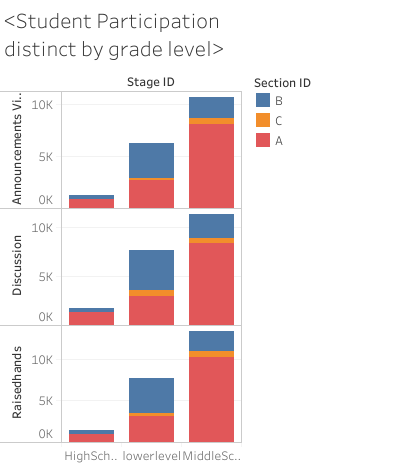 <Student Participation
distinct by grade level>
Stage ID
Section ID
B
C
A
Announcements Vi..
10K
5K
0K
Discussion
10K
5K
0K
Raisedhands
10K
5K
0K
HighSch.. lowerlevel MiddleSc..